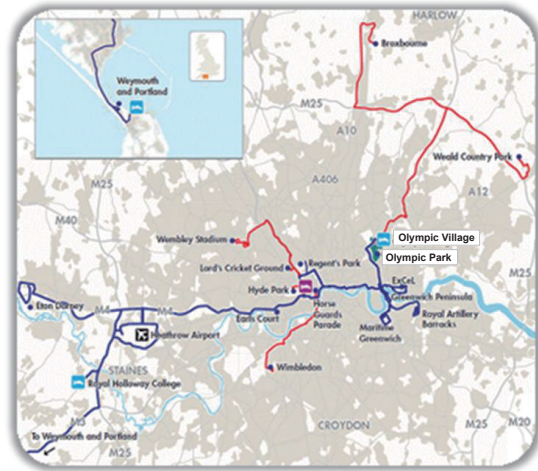 HARLOW
Broxbourne
Weymouth
and Portland
M25
A10
Weald Country Park
M25
A406
A12
M40
Olympic Village
Wembley Stadium
Olympic Park
Regent's Park
Lord's Cricket Ground
ExCeL
Hyde Park
Eton Dorney
M4
M4
Horse
Guards
Parade
Greenwich Peninsula
Earls Court
Royal Artillery
Barracks
Heathrow Airport
Maritime
Greenwich
STAINES
Wimbledon
Royal Holloway College
M3
M25
M20
CROYDON
To Weymouth and Portland
M25
M25